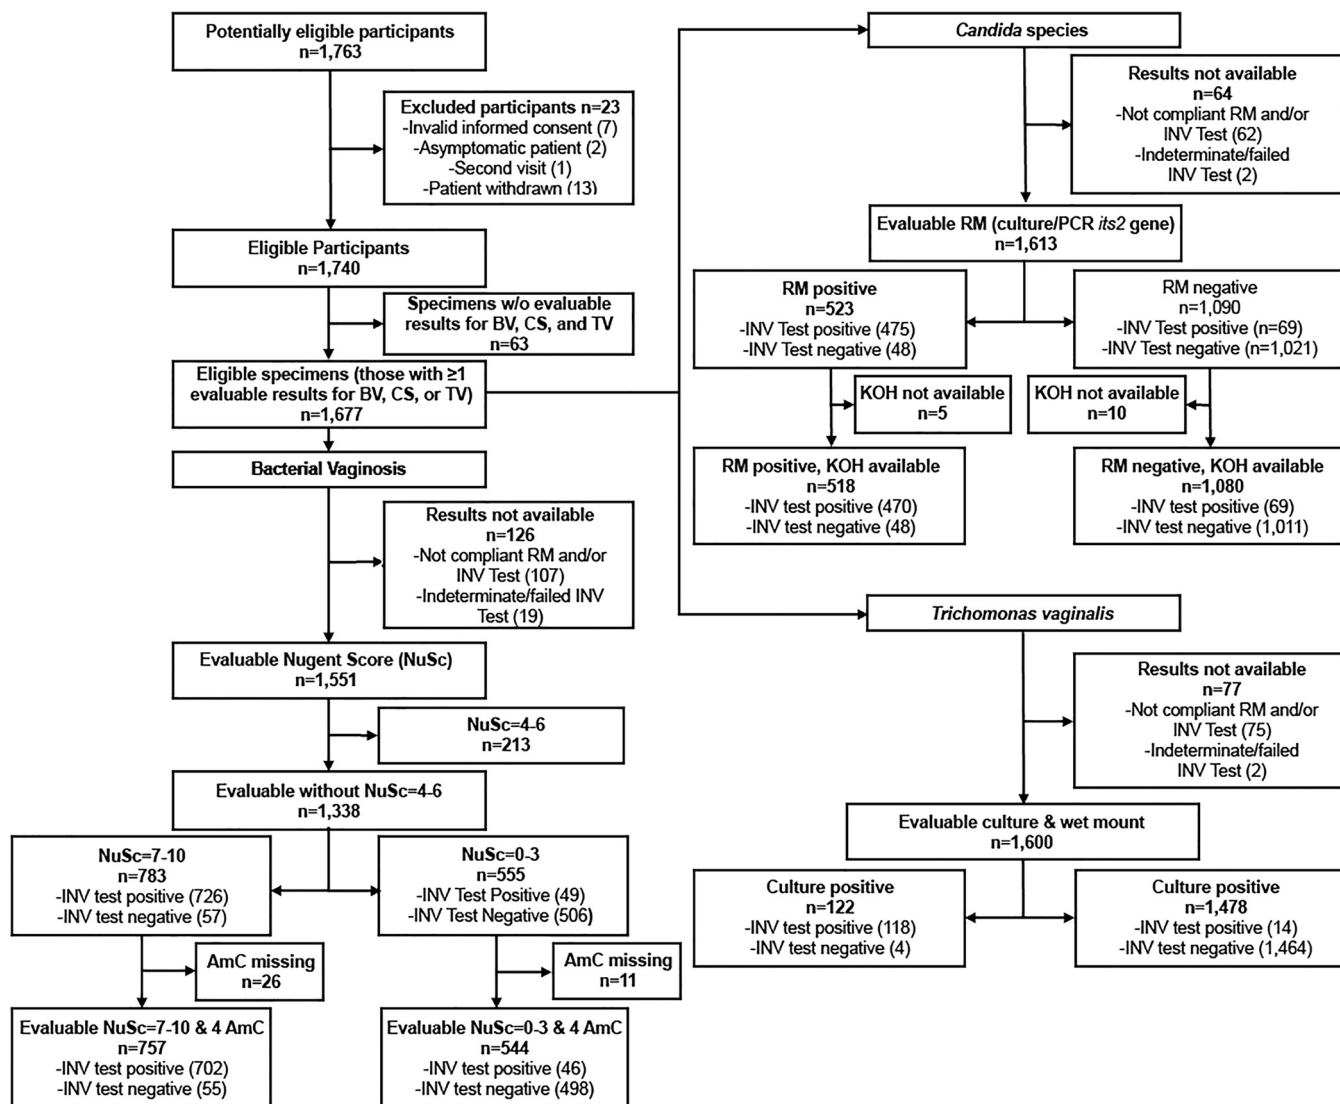 Potentially eligible participants
n=1,763
Excluded participants n=23
-Invalid informed consent (7)
-Asymptomatic patient (2)
-Second visit (1)
-Patient withdrawn (13)
Eligible Participants
n=1,740
Specimens w/o evaluable
results for BV, CS, and TV
n=63
Eligible specimens (those with ≥1
evaluable results for BV, CS, or TV)
n=1,677
Bacterial Vaginosis
Results not available
n=126
-Not compliant RM and/or
INV Test (107)
-Indeterminate/failed INV
Test (19)
Evaluable Nugent Score (NuSc)
n=1,551
NuSc=4-6
n=213
Evaluable without NuSc=4-6
n=1,338
NuSc=7-10
n=783
-INV test positive (726)
-INV test negative (57)
NuSc=0-3
n=555
-INV Test Positive (49)
-INV Test Negative (506)
AmC missing
n=26
AmC missing
n=11
Evaluable NuSc=7-10 & 4 AmC
n=757
-INV test positive (702)
-INV test negative (55)
Evaluable NuSc=0-3 & 4 AmC
n=544
-INV test positive (46)
-INV test negative (498)
Candida species
Results not available
n=64
-Not compliant RM and/or
INV Test (62)
-Indeterminate/failed
INV Test (2)
Evaluable RM (culture/PCR its2 gene)
n=1,613
RM positive
n=523
-INV Test positive (475)
-INV Test negative (48)
RM negative
n=1,090
-INV Test positive (n=69)
-INV Test negative (n=1,021)
KOH not available
n=5
KOH not available
n=10
RM positive, KOH available
n=518
-INV test positive (470)
-INV test negative (48)
RM negative, KOH available
n=1,080
-INV test positive (69)
-INV test negative (1,011)
Trichomonas vaginalis
Results not available
n=77
-Not compliant RM and/or
INV Test (75)
-Indeterminate/failed
INV Test (2)
Evaluable culture & wet mount
n=1,600
Culture positive
n=122
-INV test positive (118)
-INV test negative (4)
Culture positive
n=1,478
-INV test positive (14)
-INV test negative (1,464)